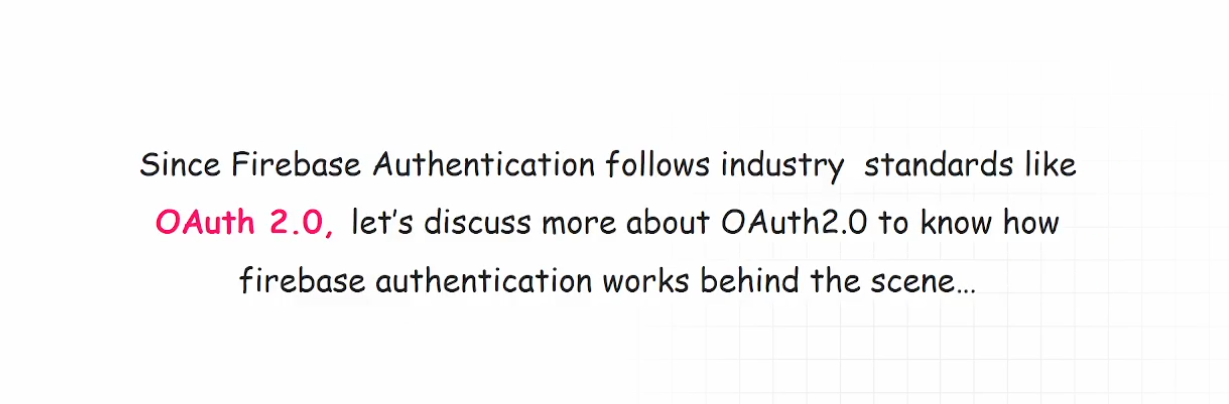 Since Firebase Authentication follows industry standards like
OAuth 2.0, let's discuss more about OAuth2.0 to know how
firebase authentication works behind the scene...